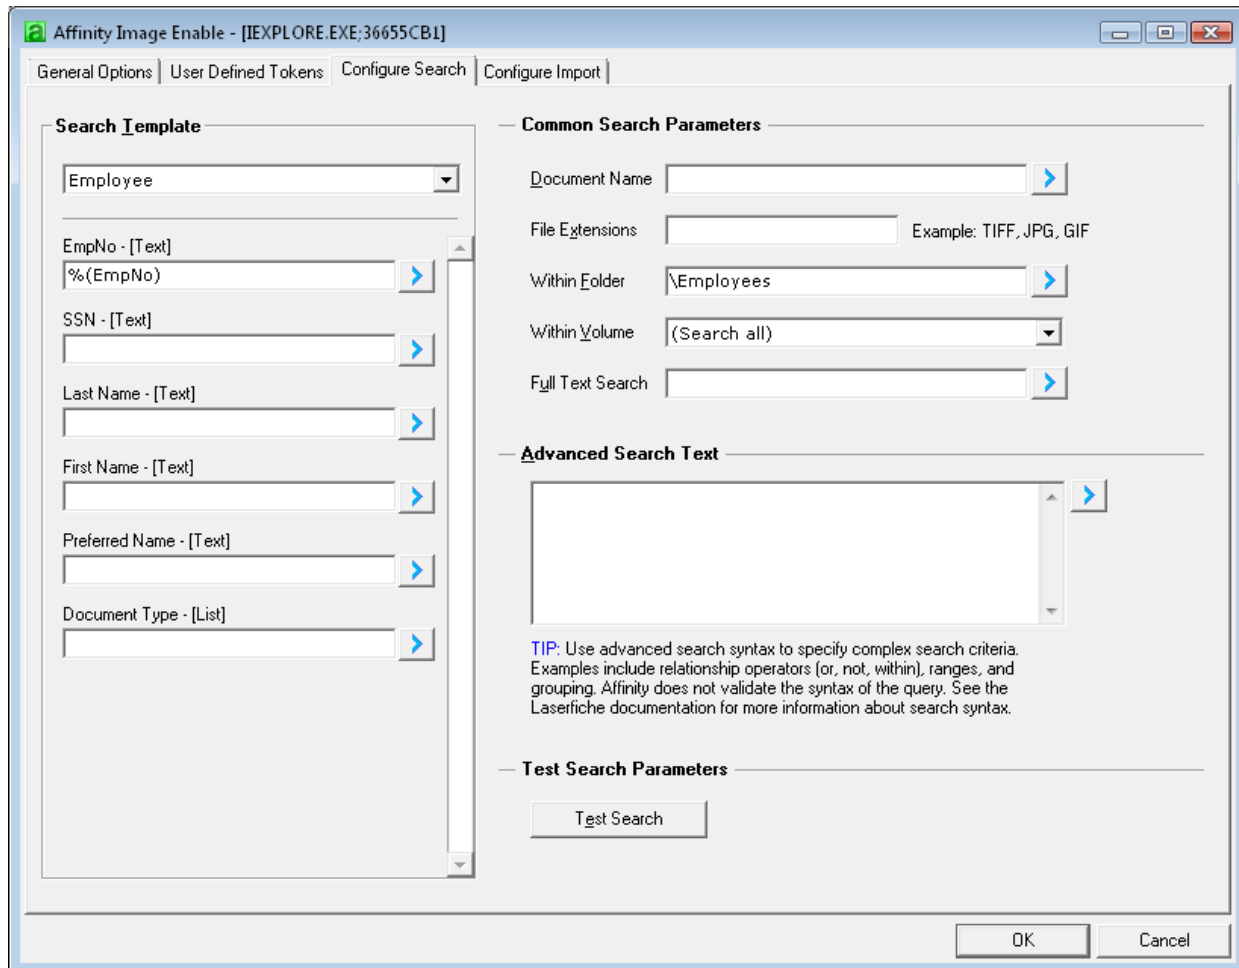 Affinity Image Enable - [IEXPLORE.EXE;36655CB1]
General Options
User Defined Tokens
Configure Search
Configure Import
Search Template
Employee
EmpNo - [Text]
%(EmpNo)
SSN - [Text]
Last Name - [Text]
First Name - [Text]
Preferred Name - [Text]
Document Type - [List]
Common Search Parameters
Document Name
File Extensions
Example: TIFF, JPG, GIF
Within Folder
\Employees
Within Volume
(Search all)
Full Text Search
Advanced Search Text
TIP: Use advanced search syntax to specify complex search criteria.
Examples include relationship operators (or, not, within), ranges, and
grouping. Affinity does not validate the syntax of the query. See the
Laserfiche documentation for more information about search syntax.
Test Search Parameters
Test Search
OK
Cancel